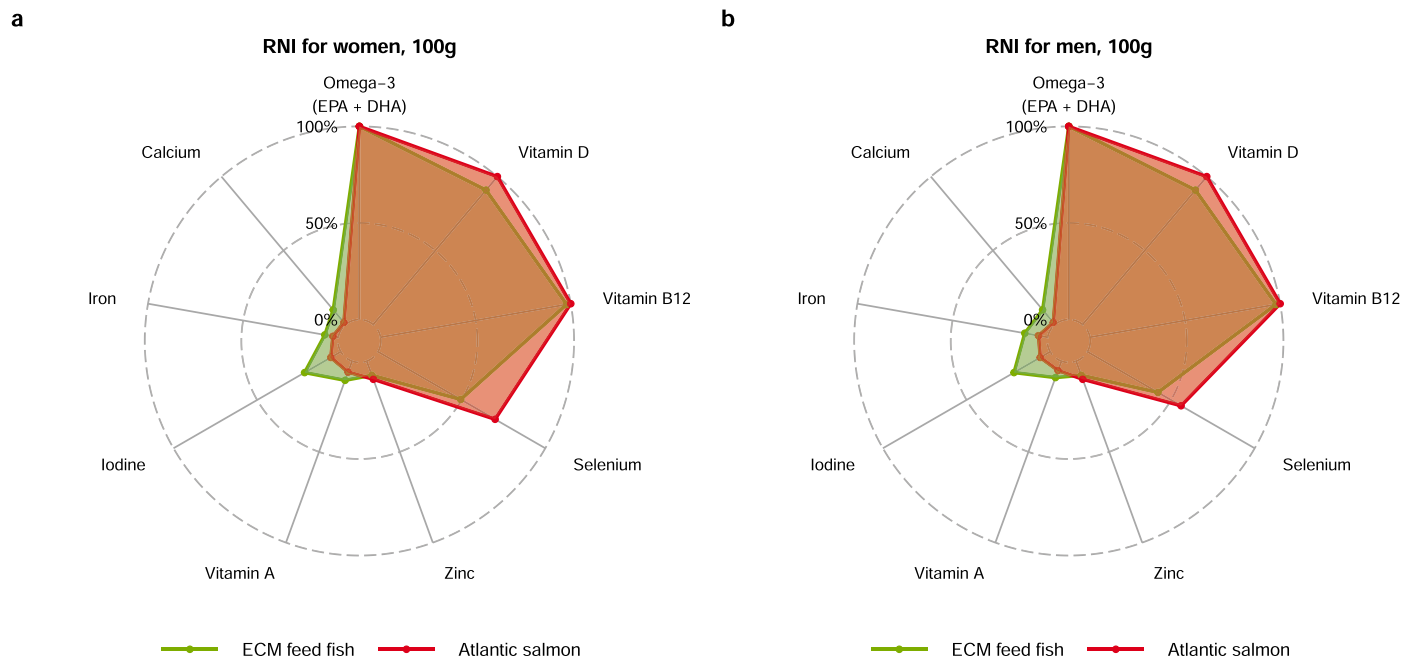 a
RNI for women, 100g
Omega−3
(EPA + DHA)
100%
Calcium
Vitamin D
50%
Iron
0%
Vitamin B12
Iodine
Selenium
Vitamin A
Zinc
ECM feed fish
Atlantic salmon
b
RNI for men, 100g
Omega−3
(EPA + DHA)
100%
Calcium
Vitamin D
50%
Iron
0%
Vitamin B12
Iodine
Selenium
Vitamin A
Zinc
ECM feed fish
Atlantic salmon